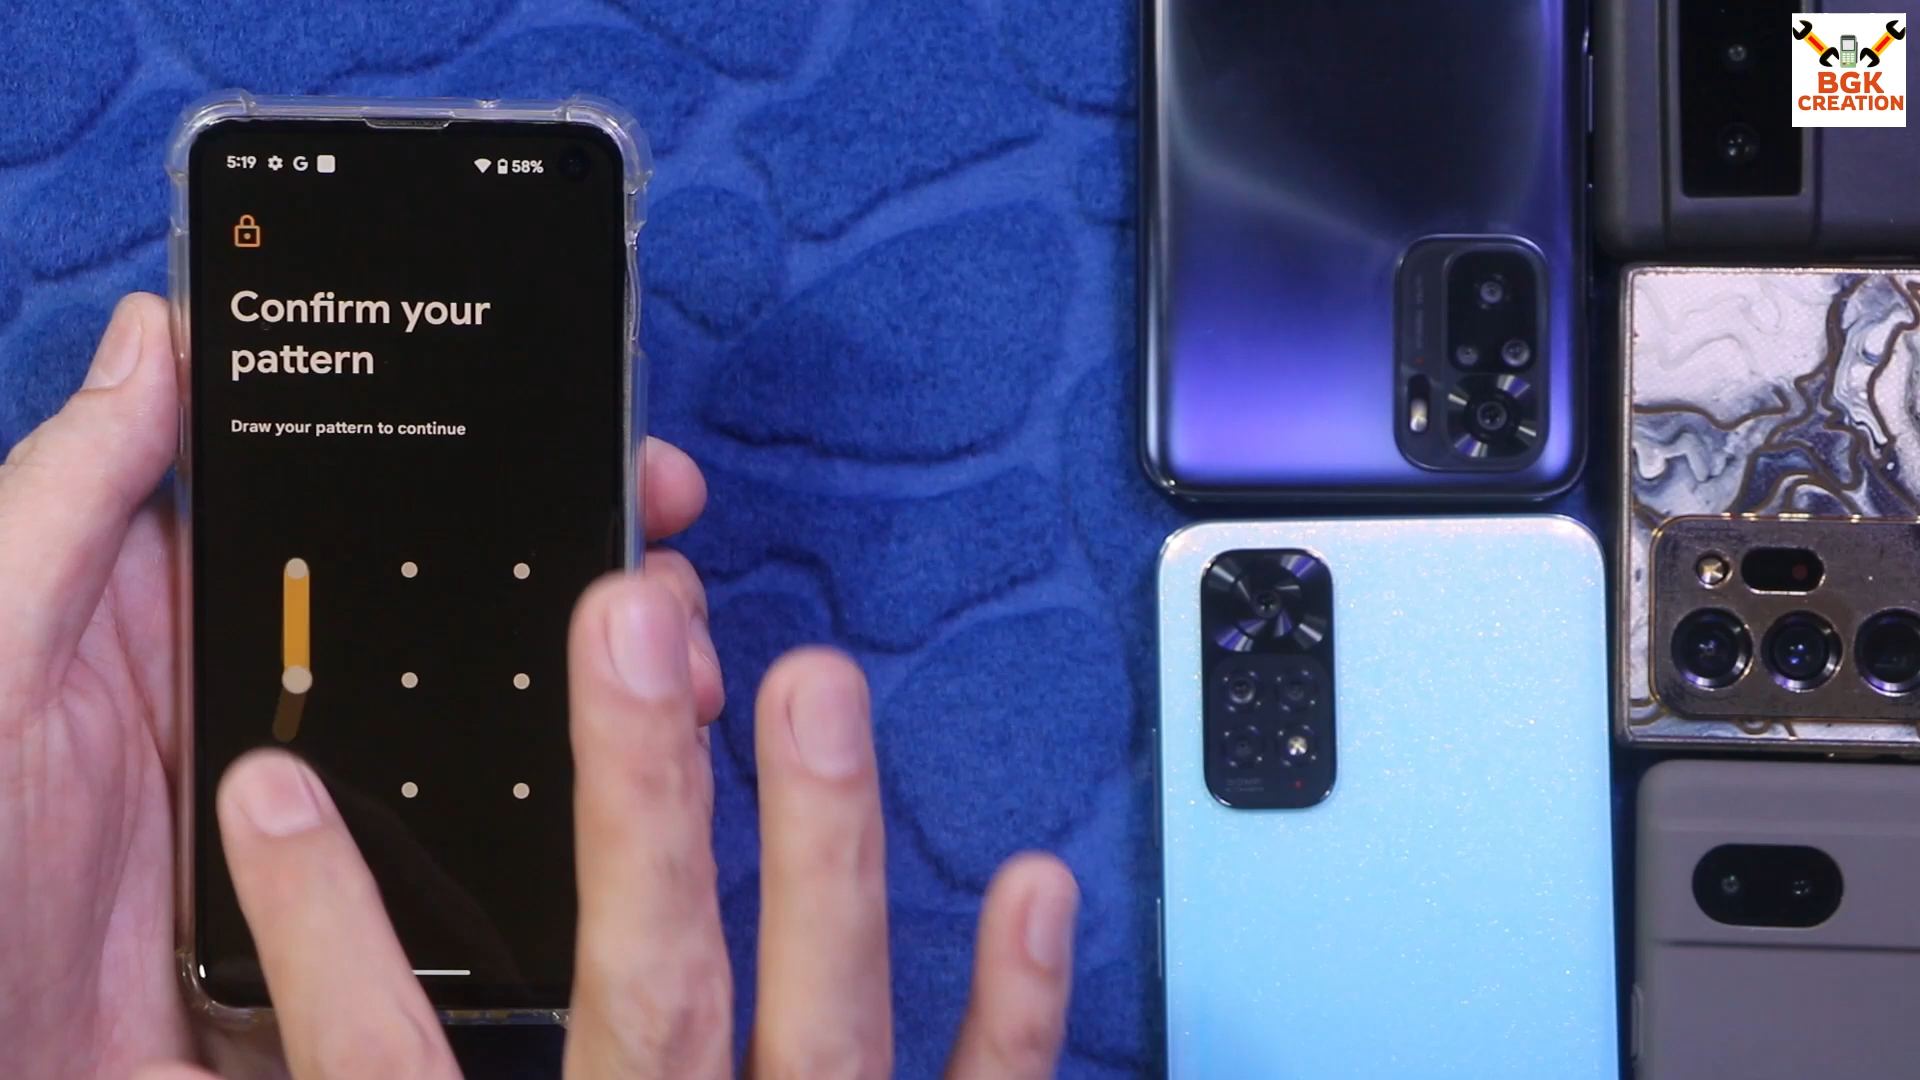 BGK
CREATION
5:19 G 58%
Confirm your
pattern
Draw your pattern to continue